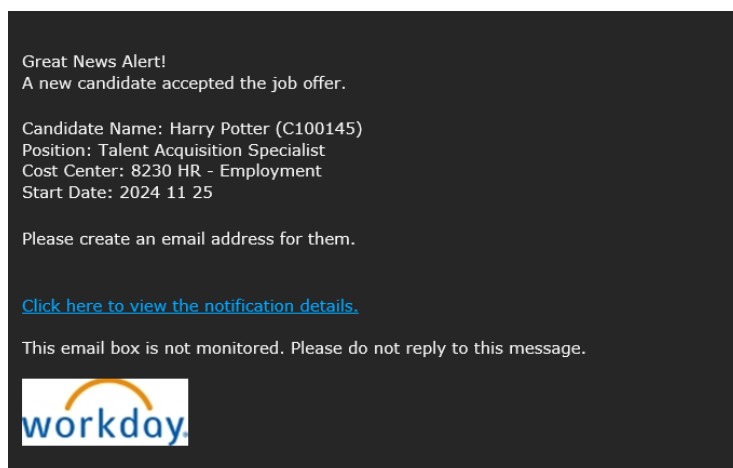 Great News Alert!
A new candidate accepted the job offer.
Candidate Name: Harry Potter (C100145)
Position: Talent Acquisition Specialist
Cost Center: 8230 HR - Employment
Start Date: 2024 11 25
Please create an email address for them.
Click here to view the notification details.
This email box is not monitored. Please do not reply to this message.
workday.